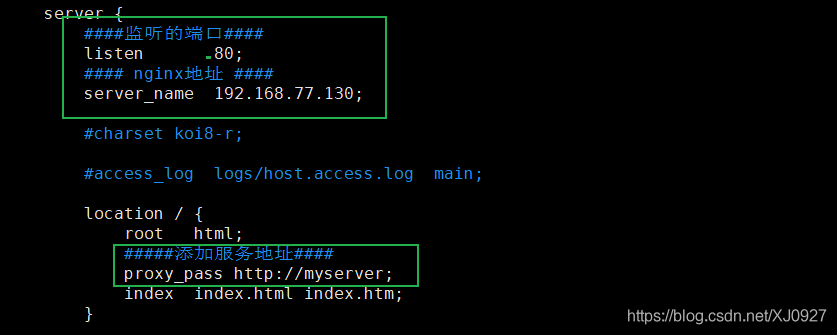 server {
####监听的端口####
listen       .80;
#### nginx地址 ####
server_name  192.168.77.130;
#charset koi8-r;
#access_log  logs/host.access.log  main;
location / {
root   html;
#####添加服务地址####
proxy_pass http://myserver;
index  index.html index.htm;
}
https://blog.csdn.net/XJ0927